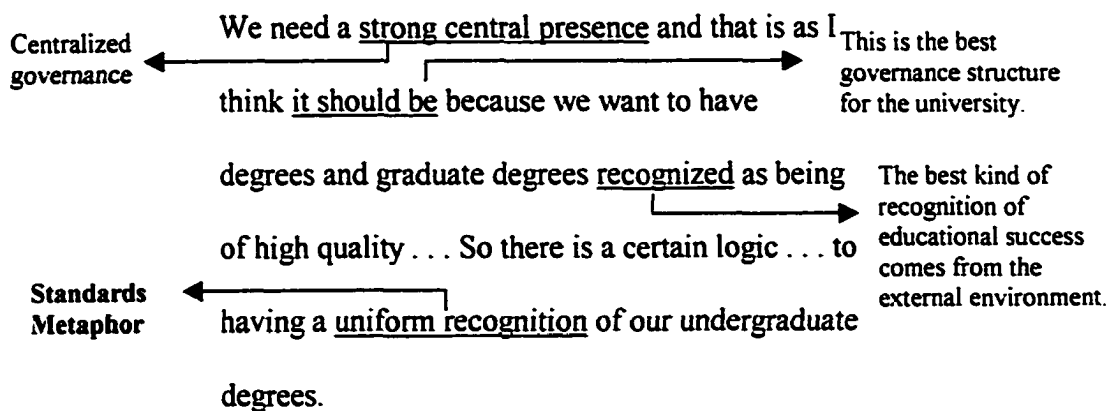 We need a strong central presence and that is as I
Centralized
governance
This is the best
governance structure
for the university.
think it should be because we want to have
degrees and graduate degrees recognized as being
The best kind of
recognition of
educational success
comes from the
external environment.
of high quality . . . So there is a certain logic . . . to
Standards
Metaphor
having a uniform recognition of our undergraduate
degrees.